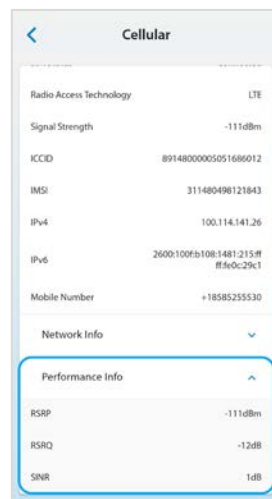 Cellular
Radio Access Technology LTE
Signal Strength -111dBm
ICCID 89148000005051686012
IMSI 311480498121843
IPv4 100.114.141.26
IPv6 2600:100f:b108:1481:215:ff
ff:fe0c:29c1
Mobile Number +18585255530
Network Info
Performance Info
RSRP -111dBm
RSRQ -12dB
SINR 1dB